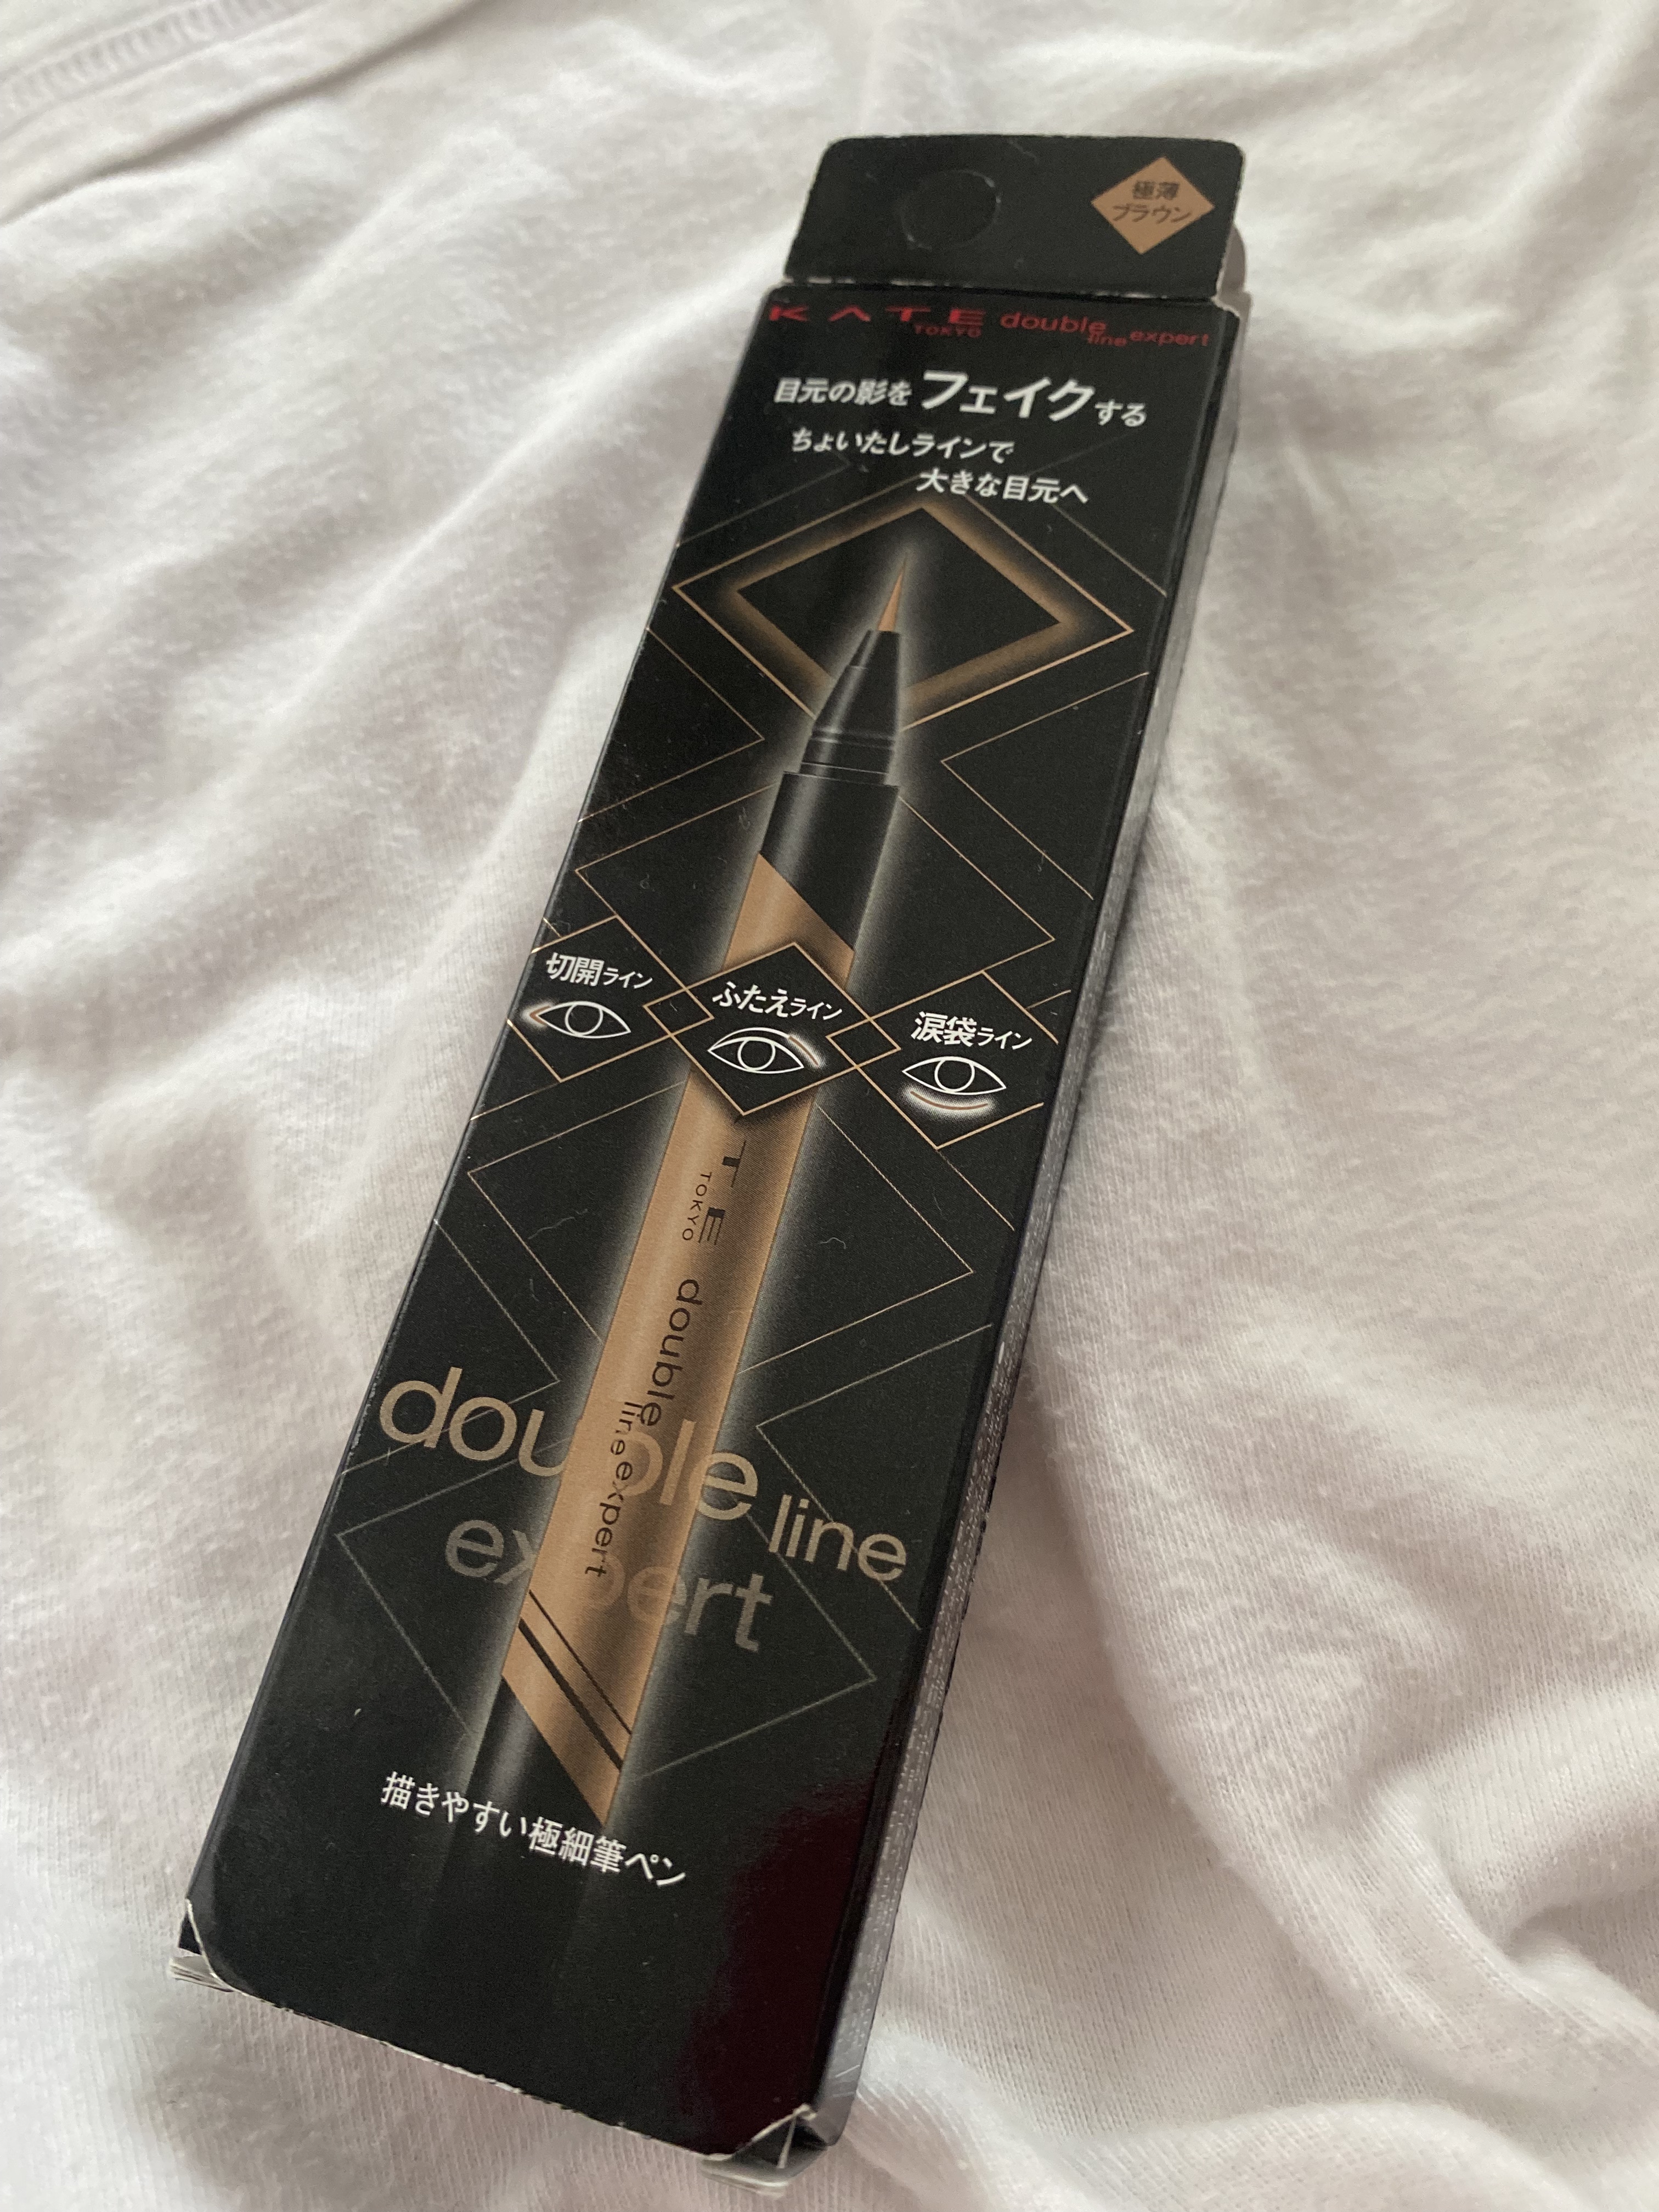 極薄
ブラウン
KATE
TOKYO
double
line expert
目元の影をフェイクする
ちょいたしラインで
大きな目元へ
切開ライン
ふたえライン
涙袋ライン
TE
TOKYO
double
line expert
double line
expert
描きやすい極細筆ペン